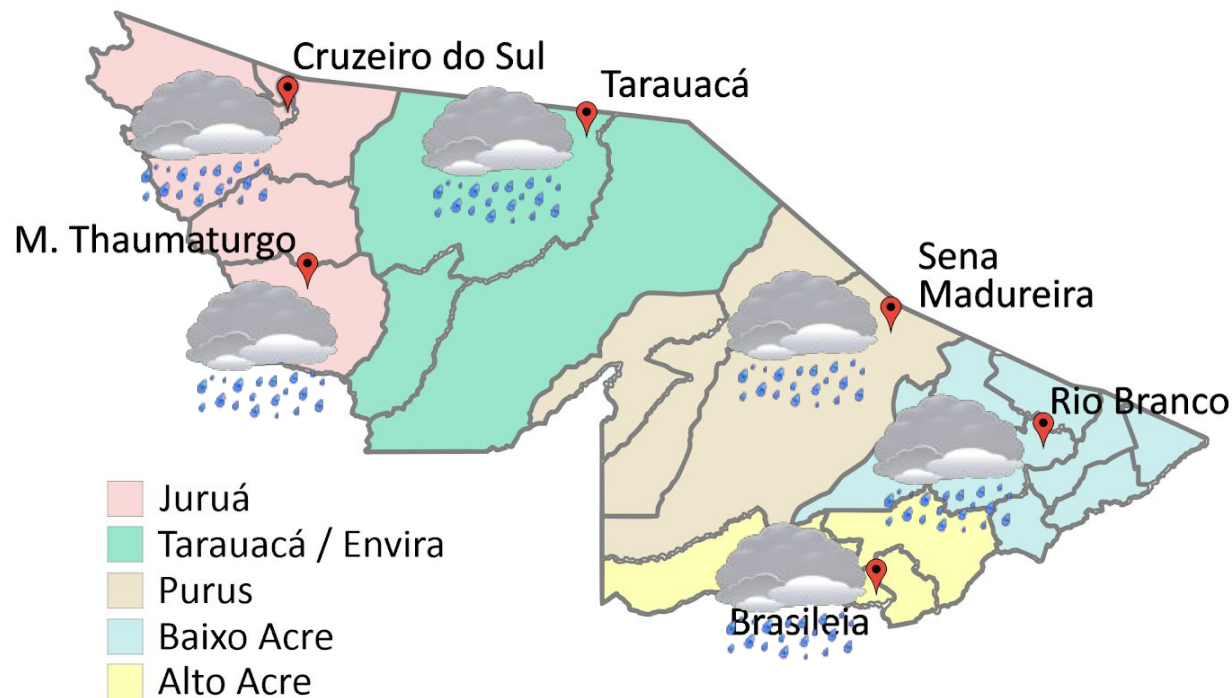 Cruzeiro do Sul
Tarauacá
M. Thaumaturgo
Sena
Madureira
Rio Branco
Brasileia
Juruá
Tarauacá / Envira
Purus
Baixo Acre
Alto Acre